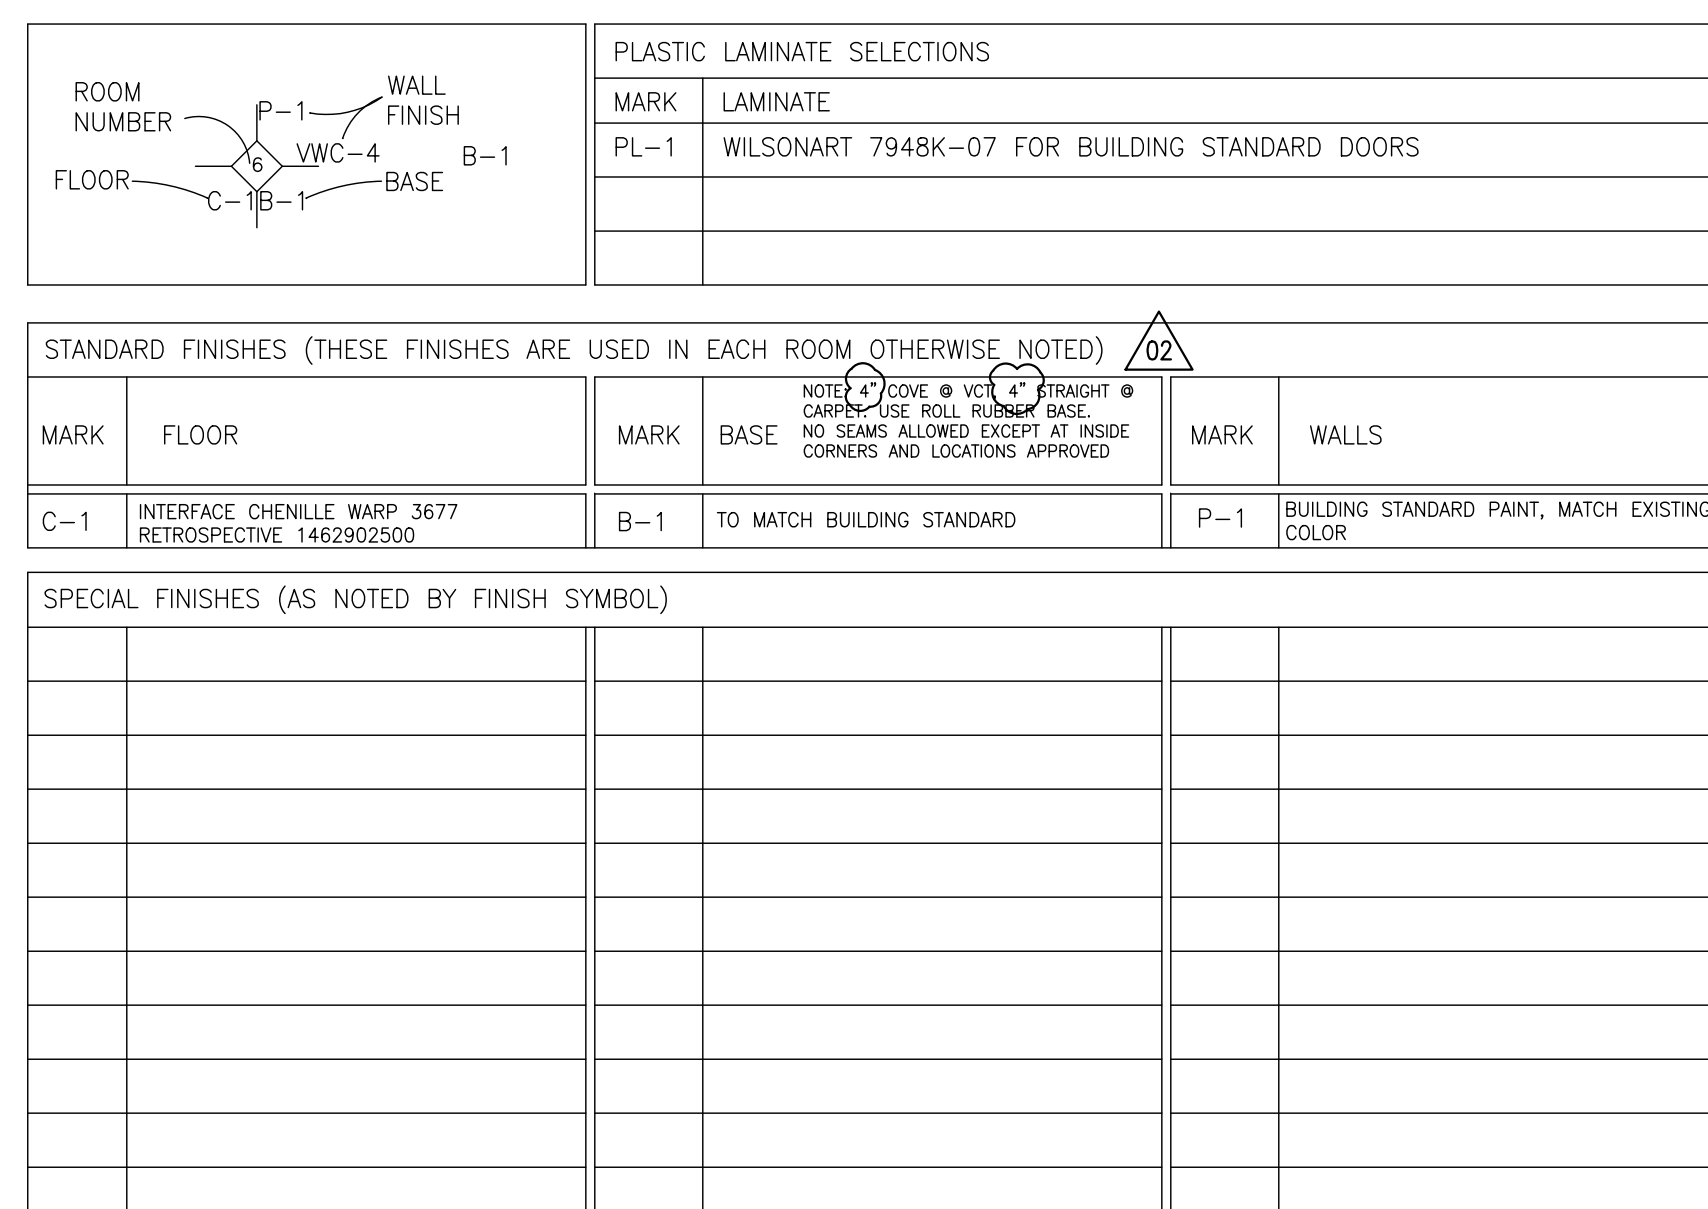 ROOM
NUMBER
P-1
WALL
FINISH
VWC-4
B-1
6
FLOOR
C-1
B-1
BASE
PLASTIC LAMINATE SELECTIONS
MARK LAMINATE
PL-1 WILSONART 7948K-07 FOR BUILDING STANDARD DOORS
STANDARD FINISHES (THESE FINISHES ARE USED IN EACH ROOM OTHERWISE NOTED)
02
MARK FLOOR
MARK BASE
NOTE: 4" COVE @ VCT, 4" STRAIGHT @
CARPET. USE ROLL RUBBER BASE.
NO SEAMS ALLOWED EXCEPT AT INSIDE
CORNERS AND LOCATIONS APPROVED
MARK WALLS
C-1
INTERFACE CHENILLE WARP 3677
RETROSPECTIVE 1462902500
B-1 TO MATCH BUILDING STANDARD
P-1
BUILDING STANDARD PAINT, MATCH EXISTING
COLOR
SPECIAL FINISHES (AS NOTED BY FINISH SYMBOL)